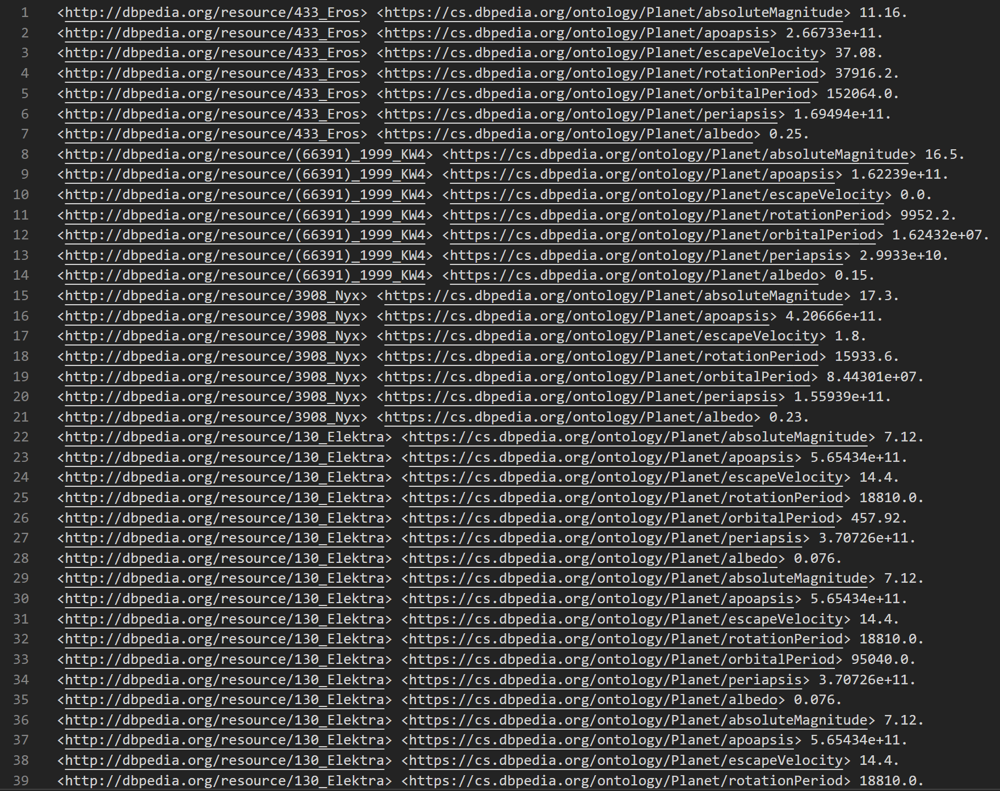 1 <http://dbpedia.org/resource/433_Eros> <https://cs.dbpedia.org/ontology/Planet/absoluteMagnitude> 11.16.
2 <http://dbpedia.org/resource/433_Eros> <https://cs.dbpedia.org/ontology/Planet/apoapsis> 2.66733e+11.
3 <http://dbpedia.org/resource/433_Eros> <https://cs.dbpedia.org/ontology/Planet/escapeVelocity> 37.08.
4 <http://dbpedia.org/resource/433_Eros> <https://cs.dbpedia.org/ontology/Planet/rotationPeriod> 37916.2.
5 <http://dbpedia.org/resource/433_Eros> <https://cs.dbpedia.org/ontology/Planet/orbitalPeriod> 152064.0.
6 <http://dbpedia.org/resource/433_Eros> <https://cs.dbpedia.org/ontology/Planet/periapsis> 1.69494e+11.
7 <http://dbpedia.org/resource/433_Eros> <https://cs.dbpedia.org/ontology/Planet/albedo> 0.25.
8 <http://dbpedia.org/resource/(66391)_1999_KW4> <https://cs.dbpedia.org/ontology/Planet/absoluteMagnitude> 16.5.
9 <http://dbpedia.org/resource/(66391)_1999_KW4> <https://cs.dbpedia.org/ontology/Planet/apoapsis> 1.62239e+11.
10 <http://dbpedia.org/resource/(66391)_1999_KW4> <https://cs.dbpedia.org/ontology/Planet/escapeVelocity> 0.0.
11 <http://dbpedia.org/resource/(66391)_1999_KW4> <https://cs.dbpedia.org/ontology/Planet/rotationPeriod> 9952.2.
12 <http://dbpedia.org/resource/(66391)_1999_KW4> <https://cs.dbpedia.org/ontology/Planet/orbitalPeriod> 1.62432e+07.
13 <http://dbpedia.org/resource/(66391)_1999_KW4> <https://cs.dbpedia.org/ontology/Planet/periapsis> 2.9933e+10.
14 <http://dbpedia.org/resource/(66391)_1999_KW4> <https://cs.dbpedia.org/ontology/Planet/albedo> 0.15.
15 <http://dbpedia.org/resource/3908_Nyx> <https://cs.dbpedia.org/ontology/Planet/absoluteMagnitude> 17.3.
16 <http://dbpedia.org/resource/3908_Nyx> <https://cs.dbpedia.org/ontology/Planet/apoapsis> 4.20666e+11.
17 <http://dbpedia.org/resource/3908_Nyx> <https://cs.dbpedia.org/ontology/Planet/escapeVelocity> 1.8.
18 <http://dbpedia.org/resource/3908_Nyx> <https://cs.dbpedia.org/ontology/Planet/rotationPeriod> 15933.6.
19 <http://dbpedia.org/resource/3908_Nyx> <https://cs.dbpedia.org/ontology/Planet/orbitalPeriod> 8.44301e+07.
20 <http://dbpedia.org/resource/3908_Nyx> <https://cs.dbpedia.org/ontology/Planet/periapsis> 1.55939e+11.
21 <http://dbpedia.org/resource/3908_Nyx> <https://cs.dbpedia.org/ontology/Planet/albedo> 0.23.
22 <http://dbpedia.org/resource/130_Elektra> <https://cs.dbpedia.org/ontology/Planet/absoluteMagnitude> 7.12.
23 <http://dbpedia.org/resource/130_Elektra> <https://cs.dbpedia.org/ontology/Planet/apoapsis> 5.65434e+11.
24 <http://dbpedia.org/resource/130_Elektra> <https://cs.dbpedia.org/ontology/Planet/escapeVelocity> 14.4.
25 <http://dbpedia.org/resource/130_Elektra> <https://cs.dbpedia.org/ontology/Planet/rotationPeriod> 18810.0.
26 <http://dbpedia.org/resource/130_Elektra> <https://cs.dbpedia.org/ontology/Planet/orbitalPeriod> 457.92.
27 <http://dbpedia.org/resource/130_Elektra> <https://cs.dbpedia.org/ontology/Planet/periapsis> 3.70726e+11.
28 <http://dbpedia.org/resource/130_Elektra> <https://cs.dbpedia.org/ontology/Planet/albedo> 0.076.
29 <http://dbpedia.org/resource/130_Elektra> <https://cs.dbpedia.org/ontology/Planet/absoluteMagnitude> 7.12.
30 <http://dbpedia.org/resource/130_Elektra> <https://cs.dbpedia.org/ontology/Planet/apoapsis> 5.65434e+11.
31 <http://dbpedia.org/resource/130_Elektra> <https://cs.dbpedia.org/ontology/Planet/escapeVelocity> 14.4.
32 <http://dbpedia.org/resource/130_Elektra> <https://cs.dbpedia.org/ontology/Planet/rotationPeriod> 18810.0.
33 <http://dbpedia.org/resource/130_Elektra> <https://cs.dbpedia.org/ontology/Planet/orbitalPeriod> 95040.0.
34 <http://dbpedia.org/resource/130_Elektra> <https://cs.dbpedia.org/ontology/Planet/periapsis> 3.70726e+11.
35 <http://dbpedia.org/resource/130_Elektra> <https://cs.dbpedia.org/ontology/Planet/albedo> 0.076.
36 <http://dbpedia.org/resource/130_Elektra> <https://cs.dbpedia.org/ontology/Planet/absoluteMagnitude> 7.12.
37 <http://dbpedia.org/resource/130_Elektra> <https://cs.dbpedia.org/ontology/Planet/apoapsis> 5.65434e+11.
38 <http://dbpedia.org/resource/130_Elektra> <https://cs.dbpedia.org/ontology/Planet/escapeVelocity> 14.4.
39 <http://dbpedia.org/resource/130_Elektra> <https://cs.dbpedia.org/ontology/Planet/rotationPeriod> 18810.0.